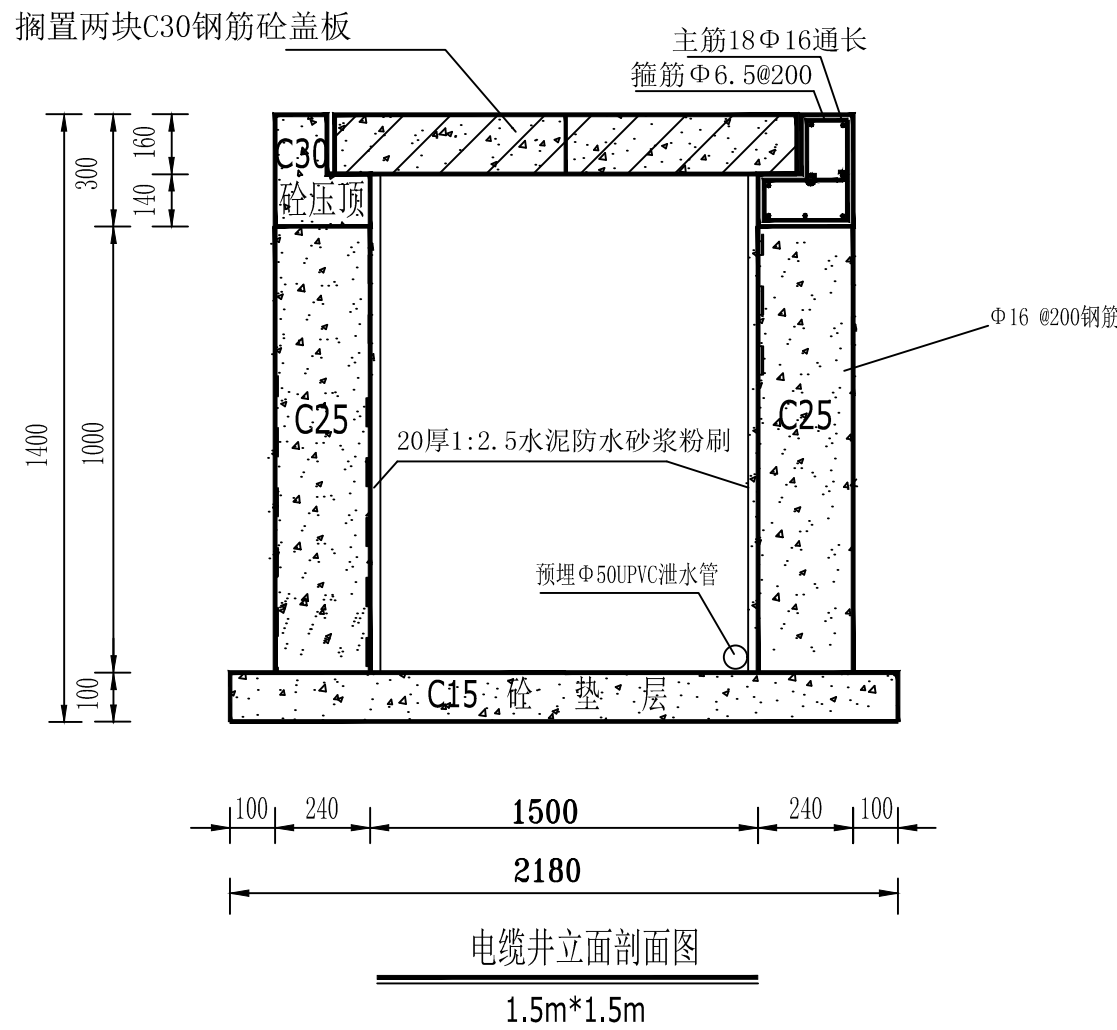 搁置两块C30钢筋砼盖板
主筋18Φ16通长
箍筋Φ6.5@200
C30
砼压顶
160
300
140
Φ16 @200钢筋
C25
C25
20厚1:2.5水泥防水砂浆粉刷
1400
1000
预埋Φ50UPVC泄水管
100
C15 砼 垫 层
100
240
1500
240
100
2180
电缆井立面剖面图
1.5m*1.5m